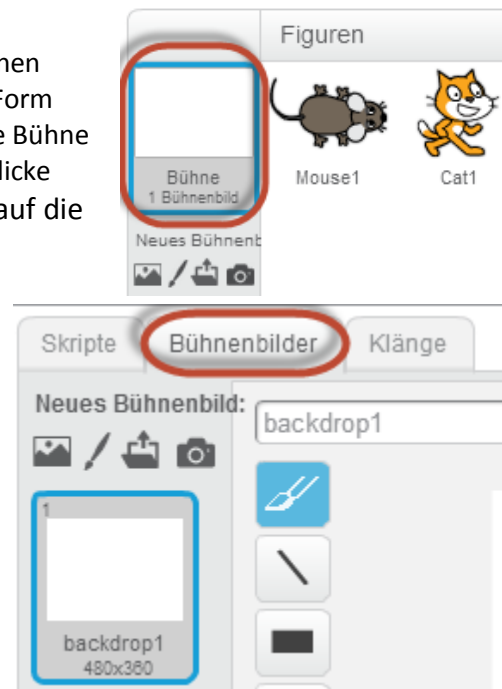 nen
Form
e Bühne
licke
auf die
Figuren
Bühne
1 Bühnenbild
Mouse1
Cat1
Neues Bühnenb
Skripte
Bühnenbilder
Klänge
Neues Bühnenbild:
backdrop1
1
backdrop1
480x360